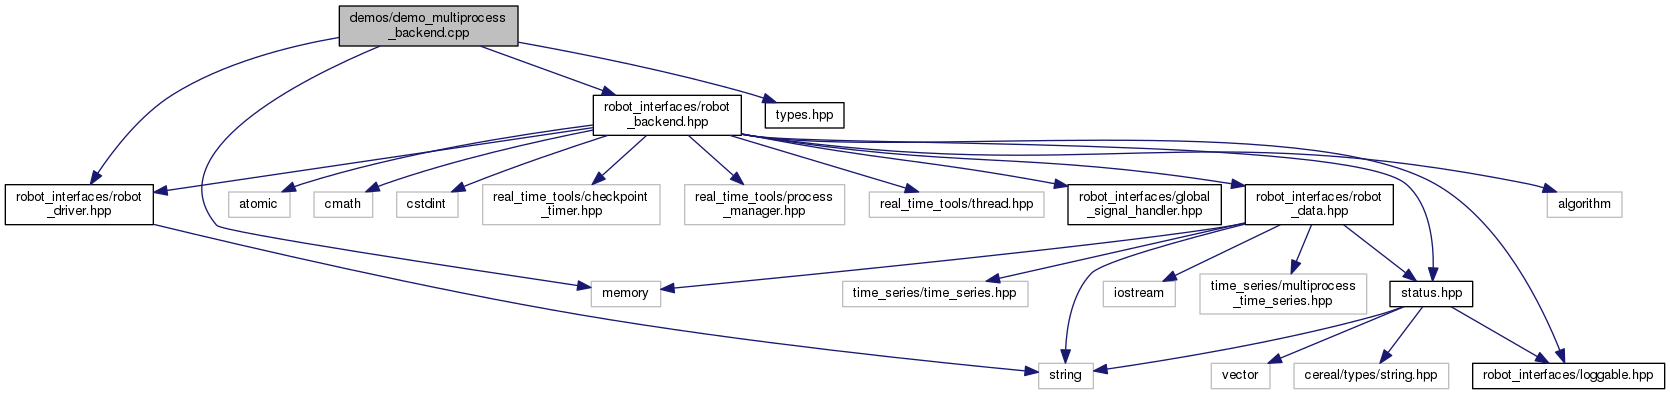 demos/demo_multiprocess
_backend.cpp
robot_interfaces/robot
_backend.hpp
types.hpp
robot_interfaces/robot
_driver.hpp
atomic
cmath
cstdint
real_time_tools/checkpoint
_timer.hpp
real_time_tools/process
_manager.hpp
real_time_tools/thread.hpp
robot_interfaces/global
_signal_handler.hpp
robot_interfaces/robot
_data.hpp
algorithm
memory
time_series/time_series.hpp
iostream
time_series/multiprocess
_time_series.hpp
status.hpp
string
vector
cereal/types/string.hpp
robot_interfaces/loggable.hpp